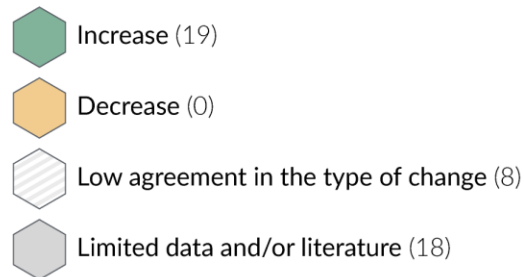 Increase (19)
Decrease (0)
Low agreement in the type of change (8)
Limited data and/or literature (18)